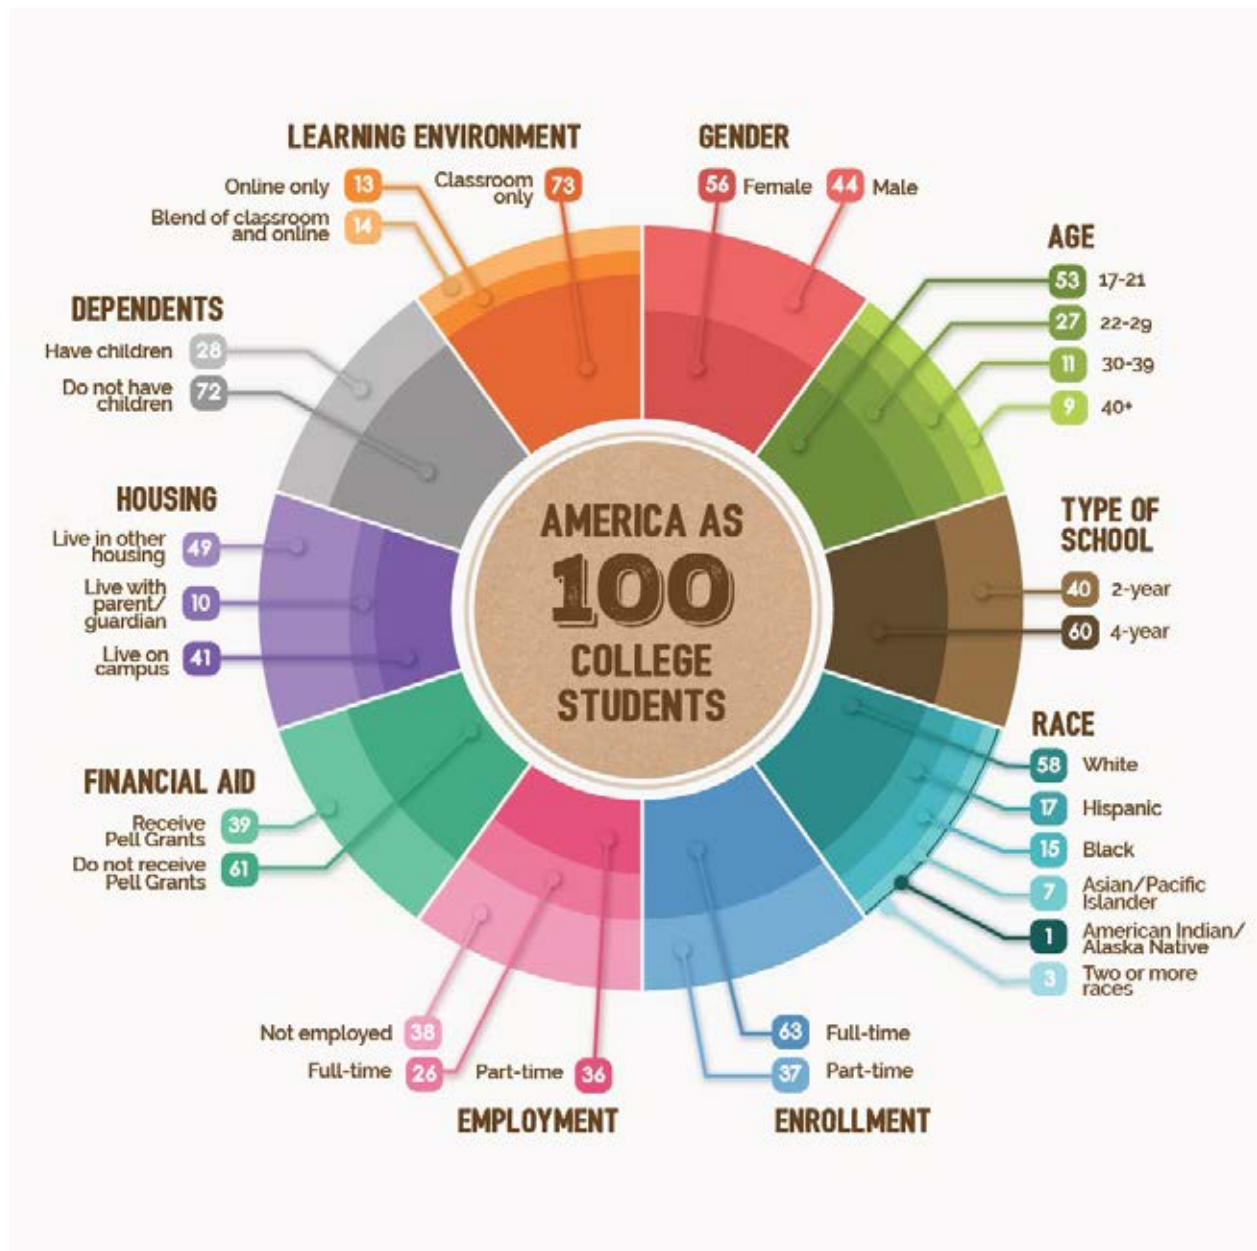 LEARNING ENVIRONMENT
Online only 13
Blend of classroom
and online 14
Classroom
only 73
GENDER
56 Female 44 Male
AGE
53 17-21
27 22-29
11 30-39
9 40+
TYPE OF
SCHOOL
40 2-year
60 4-year
RACE
58 White
17 Hispanic
15 Black
7 Asian/Pacific
Islander
1 American Indian/
Alaska Native
3 Two or more
races
ENROLLMENT
63 Full-time
37 Part-time
EMPLOYMENT
Not employed 38
Full-time 26
Part-time 36
FINANCIAL AID
Receive
Pell Grants 39
Do not receive
Pell Grants 61
HOUSING
Live in other
housing 49
Live with
parent/
guardian 10
Live on
campus 41
DEPENDENTS
Have children 28
Do not have
children 72
AMERICA AS
100
COLLEGE
STUDENTS